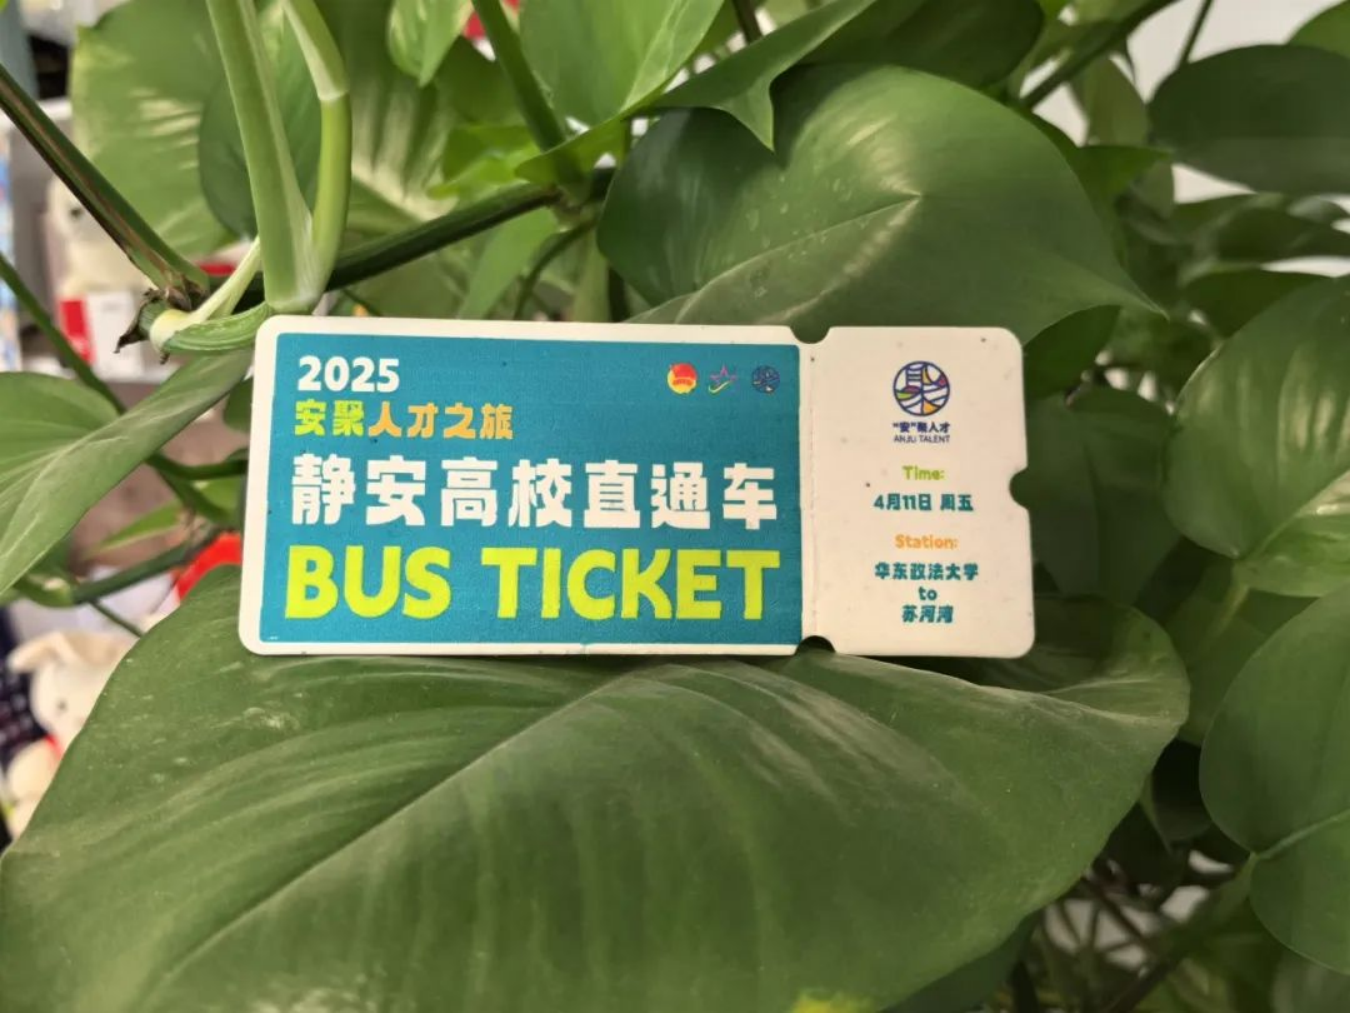 2025
安聚人才之旅
静安高校直通车
BUS TICKET
"安"聚人才
ANJU TALENT
Time:
4月11日 周五
Station:
华东政法大学
to
苏河湾